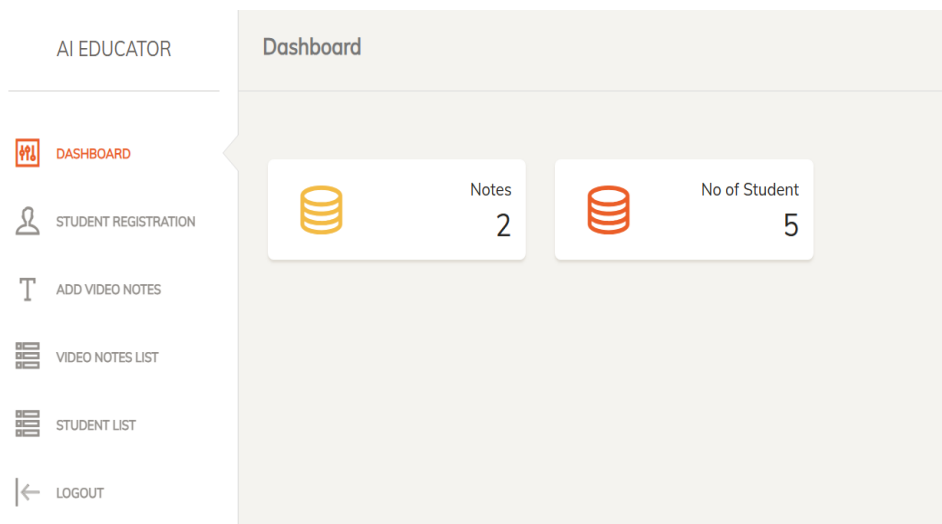 AI EDUCATOR
Dashboard
DASHBOARD
STUDENT REGISTRATION
ADD VIDEO NOTES
VIDEO NOTES LIST
STUDENT LIST
LOGOUT
Notes
2
No of Student
5